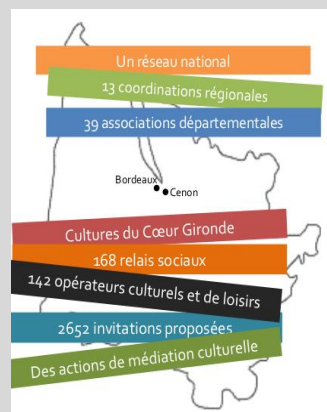 Un réseau national
13 coordinations régionales
39 associations départementales
Bordeaux
Cenon
Cultures du Cœur Gironde
168 relais sociaux
142 opérateurs culturels et de loisirs
2652 invitations proposées
Des actions de médiation culturelle